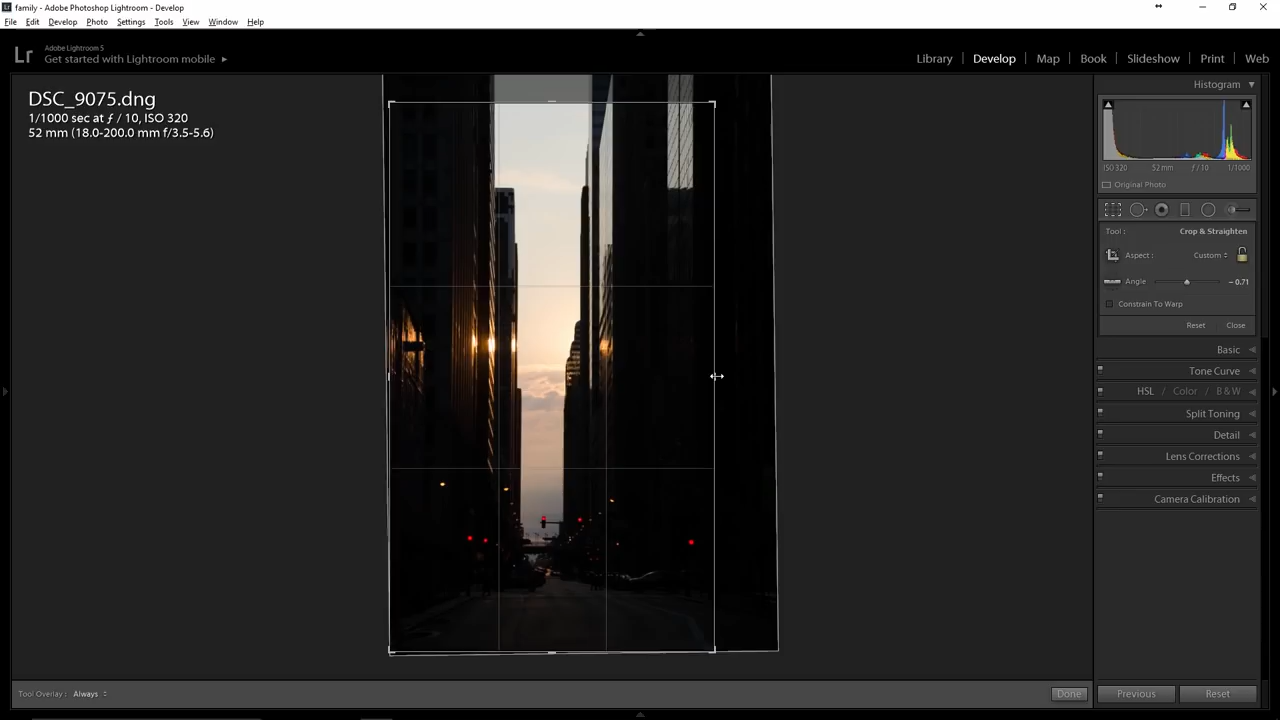 family - Adobe Photoshop Lightroom - Develop
File Edit Develop Photo Settings Tools View Window Help
Lr
Adobe Lightroom 5
Get started with Lightroom mobile
Library | Develop | Map | Book | Slideshow | Print | Web
DSC_9075.dng
1/1000 sec at ƒ / 10, ISO 320
52 mm (18.0-200.0 mm f/3.5-5.6)
Histogram
ISO 320 52 mm ƒ / 10 1/1000
Original Photo
Tool : Crop & Straighten
Aspect : Custom
Angle - 0.71
Constrain To Warp
Reset Close
Basic
Tone Curve
HSL / Color / B & W
Split Toning
Detail
Lens Corrections
Effects
Camera Calibration
Tool Overlay : Always
Done
Previous Reset